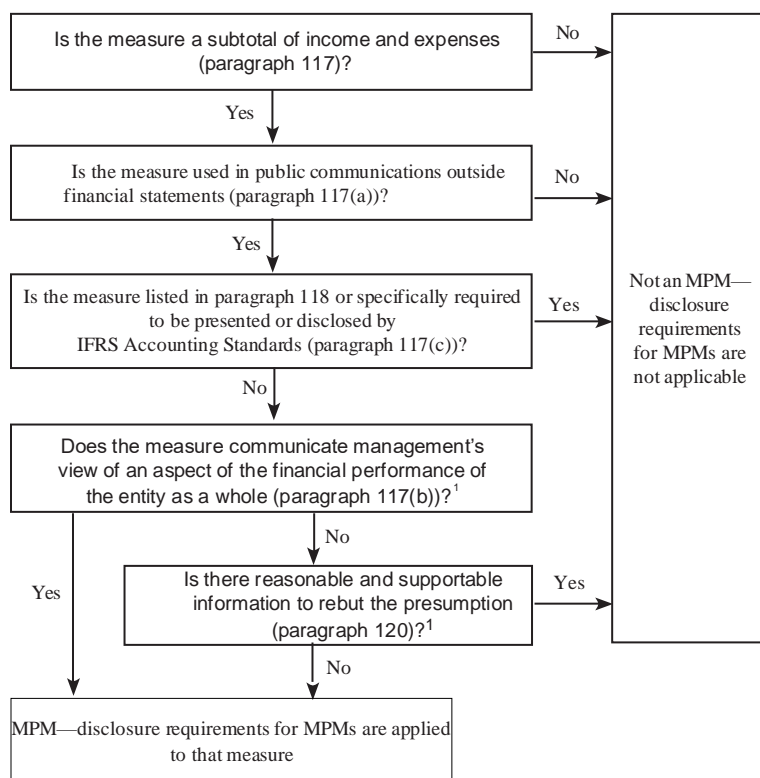 Is the measure a subtotal of income and expenses
(paragraph 117)?
No
Yes
Is the measure used in public communications outside
financial statements (paragraph 117(a))?
No
Yes
Is the measure listed in paragraph 118 or specifically required
to be presented or disclosed by
IFRS Accounting Standards (paragraph 117(c))?
Yes
Not an MPM—
disclosure
requirements
for MPMs are
not applicable
No
Does the measure communicate management's
view of an aspect of the financial performance of
the entity as a whole (paragraph 117(b))?¹
No
Yes
Is there reasonable and supportable
information to rebut the presumption
(paragraph 120)?¹
Yes
No
MPM—disclosure requirements for MPMs are applied
to that measure